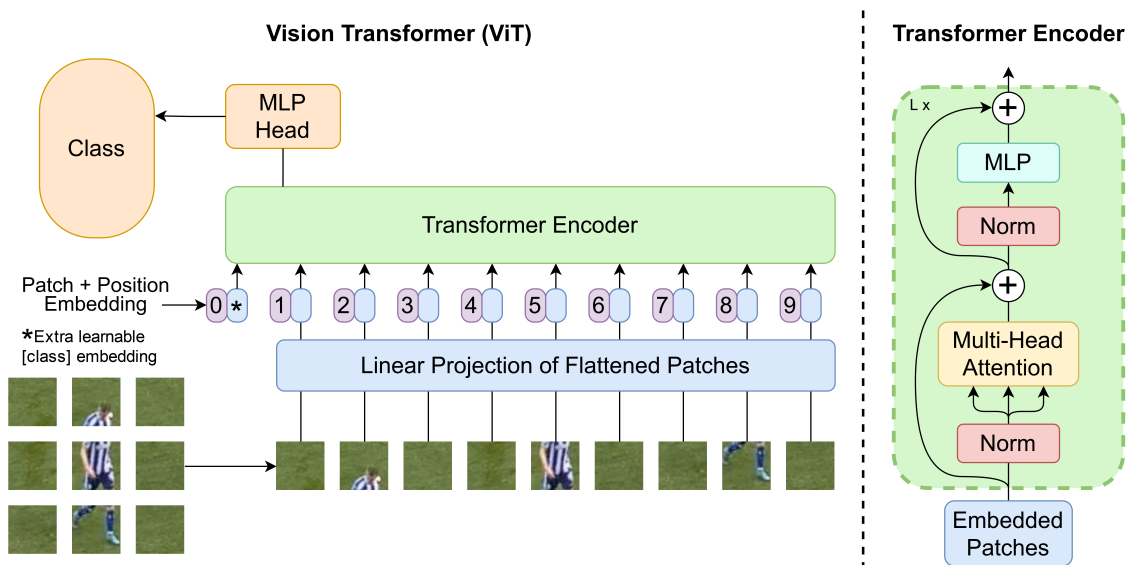 Vision Transformer (ViT)
Class
MLP
Head
Transformer Encoder
Patch + Position
Embedding
0 * 1 2 3 4 5 6 7 8 9
*Extra learnable
[class] embedding
Linear Projection of Flattened Patches
Transformer Encoder
L x
+
MLP
Norm
+
Multi-Head
Attention
Norm
Embedded
Patches